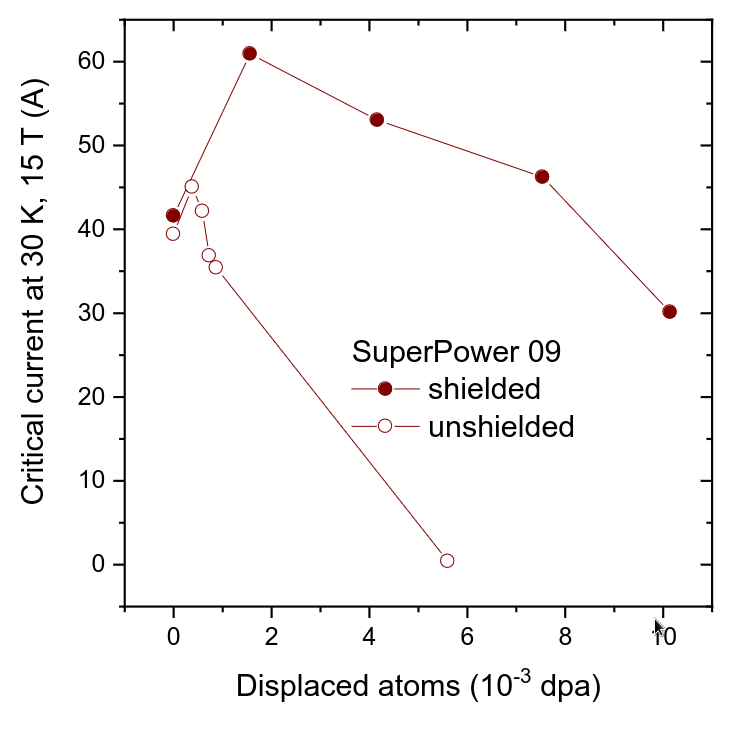 Critical current at 30 K, 15 T (A)
60
50
40
30
20
10
0
SuperPower 09
shielded
unshielded
0 2 4 6 8 10
Displaced atoms (10⁻³ dpa)